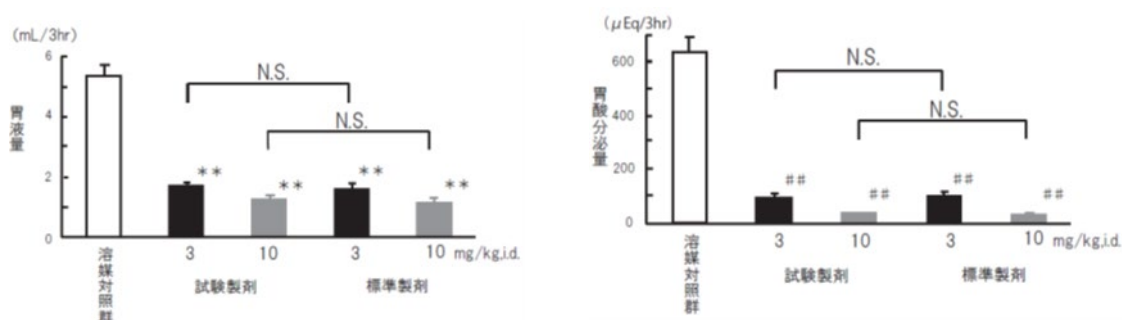 (mL/3hr)
6
4
2
0
胃液量
N.S.
N.S.
** ** ** **
3 10 3 10 mg/kg,i.d.
溶媒対照群
試験製剤 標準製剤
(μEq/3hr)
600
400
200
0
胃酸分泌量
N.S.
N.S.
## ## ## ##
3 10 3 10 mg/kg,i.d.
溶媒対照群
試験製剤 標準製剤